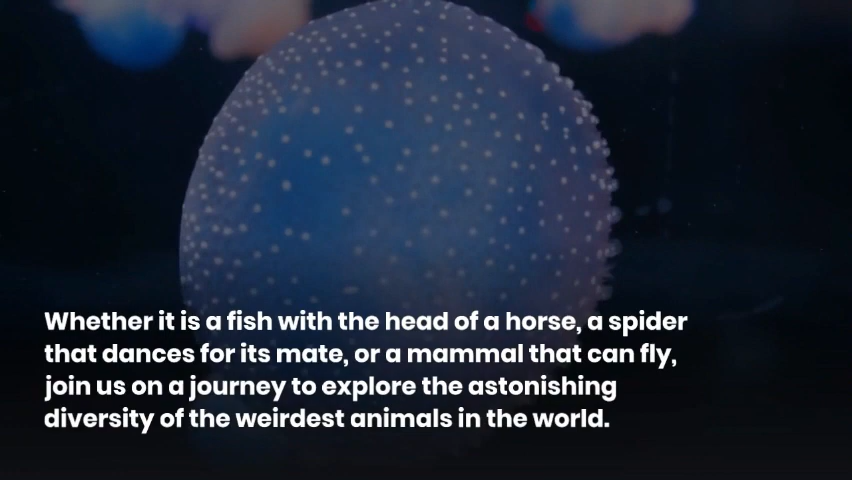 Whether it is a fish with the head of a horse, a spider
that dances for its mate, or a mammal that can fly,
join us on a journey to explore the astonishing
diversity of the weirdest animals in the world.